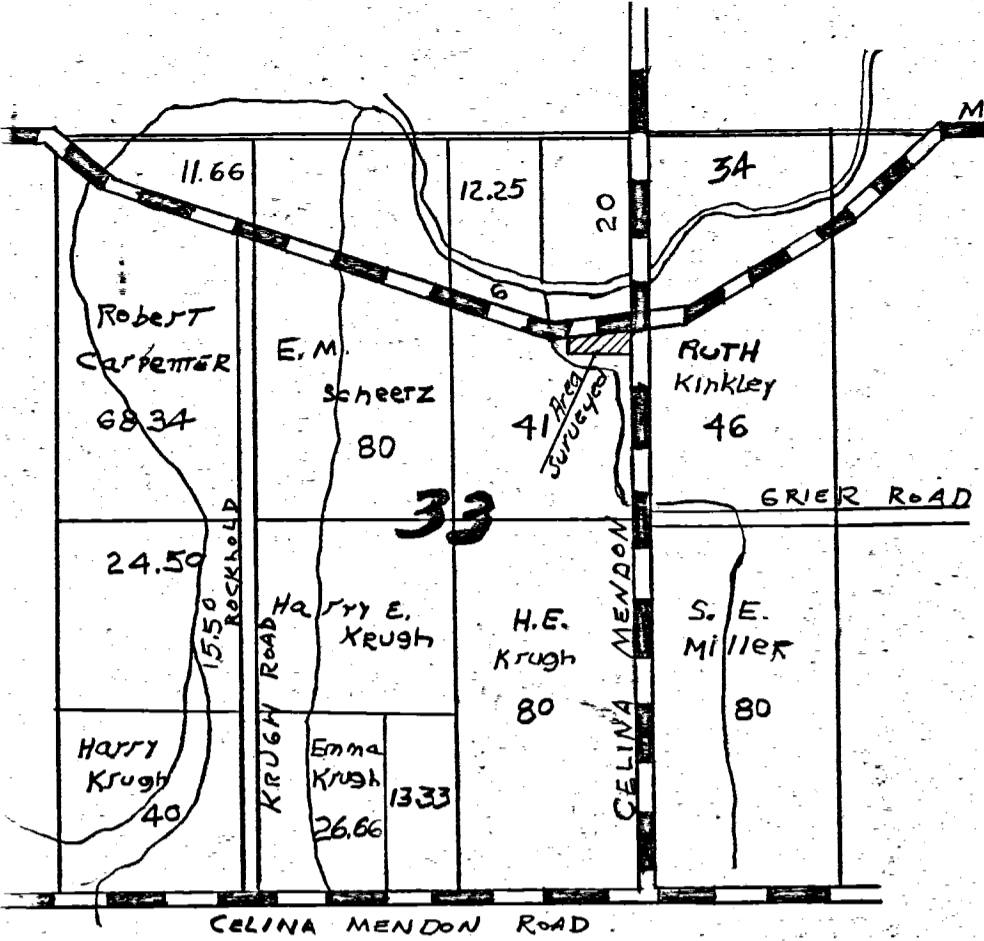 M
11.66
12.25
20
34
6
Robert
Carpenter
68.34
E. M.
Scheetz
80
41
Area
Surveyed
RUTH
Kinkley
46
33
GRIER ROAD
24.50
15.50
ROCKHOLD
KRUGH ROAD
Harry E.
Krugh
H.E.
Krugh
80
CELINA MENDON
S. E.
Miller
80
Harry
Krugh
40
Emma
Krugh
26.66
13.33
CELINA MENDON ROAD.